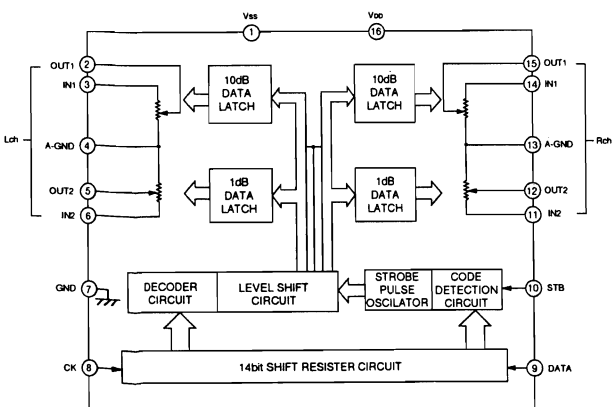 Vss
VDD
1
16
OUT1
2
IN1
3
Lch
A-GND
4
OUT2
5
IN2
6
10dB
DATA
LATCH
10dB
DATA
LATCH
1dB
DATA
LATCH
1dB
DATA
LATCH
15
OUT1
14
IN1
13
A-GND
Rch
12
OUT2
11
IN2
GND
7
DECODER
CIRCUIT
LEVEL SHIFT
CIRCUIT
STROBE
PULSE
OSCILATOR
CODE
DETECTION
CIRCUIT
10
STB
CK
8
14bit SHIFT RESISTER CIRCUIT
9
DATA